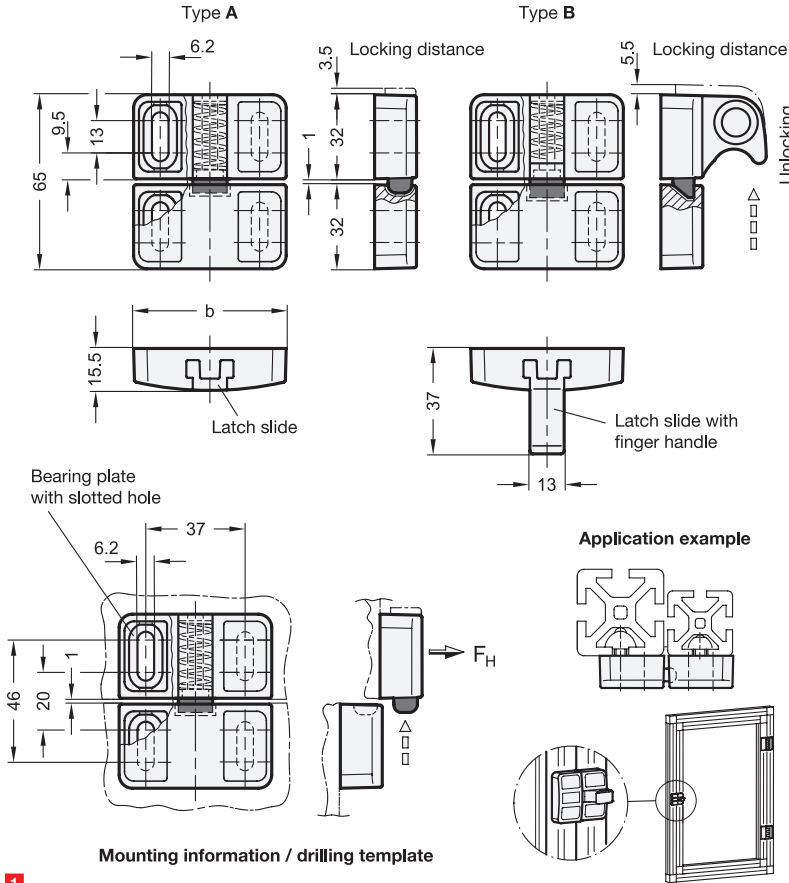 Type A
Type B
6.2
3.5
Locking distance
5.5
Locking distance
9.5
13
65
1
32
32
Unlocking
b
15.5
Latch slide
37
Latch slide with
finger handle
13
Bearing plate
with slotted hole
37
6.2
1
46
20
F_H
Application example
Mounting information / drilling template
1